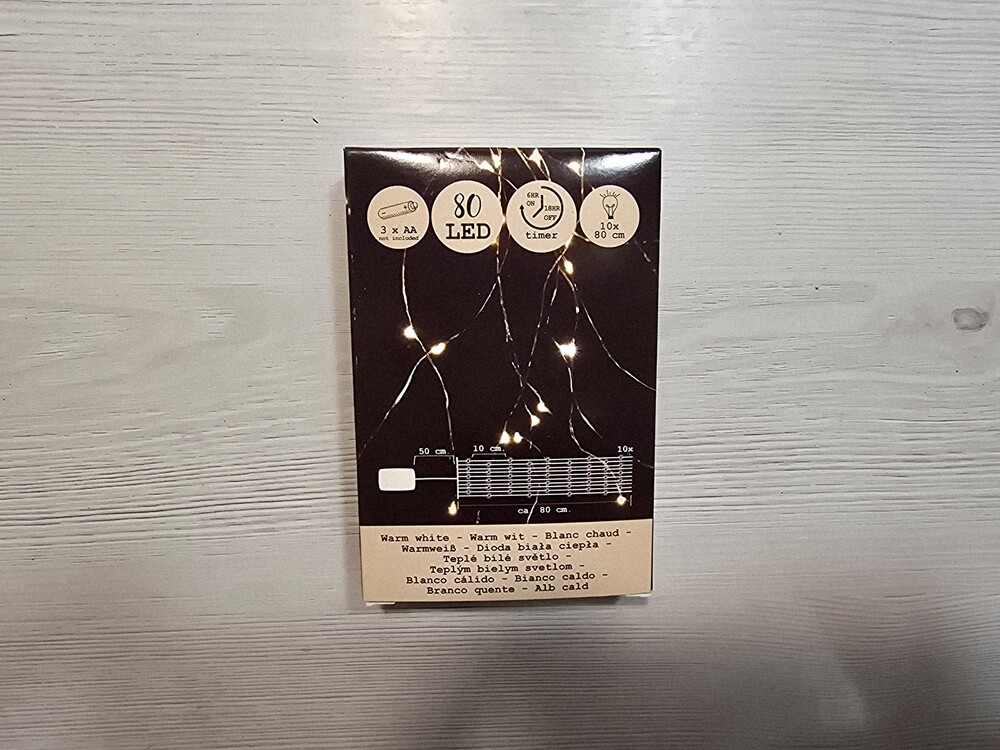 3 x AA
not included
80
LED
6HR
ON
18HR
OFF
timer
10x
80 cm
50 cm.
10 cm.
10x
ca. 80 cm.
Warm white - Warm wit - Blanc chaud -
Warmweiß - Dioda biała ciepła -
Teplé bílé světlo -
Teplým bielym svetlom -
Blanco cálido - Bianco caldo -
Branco quente - Alb cald